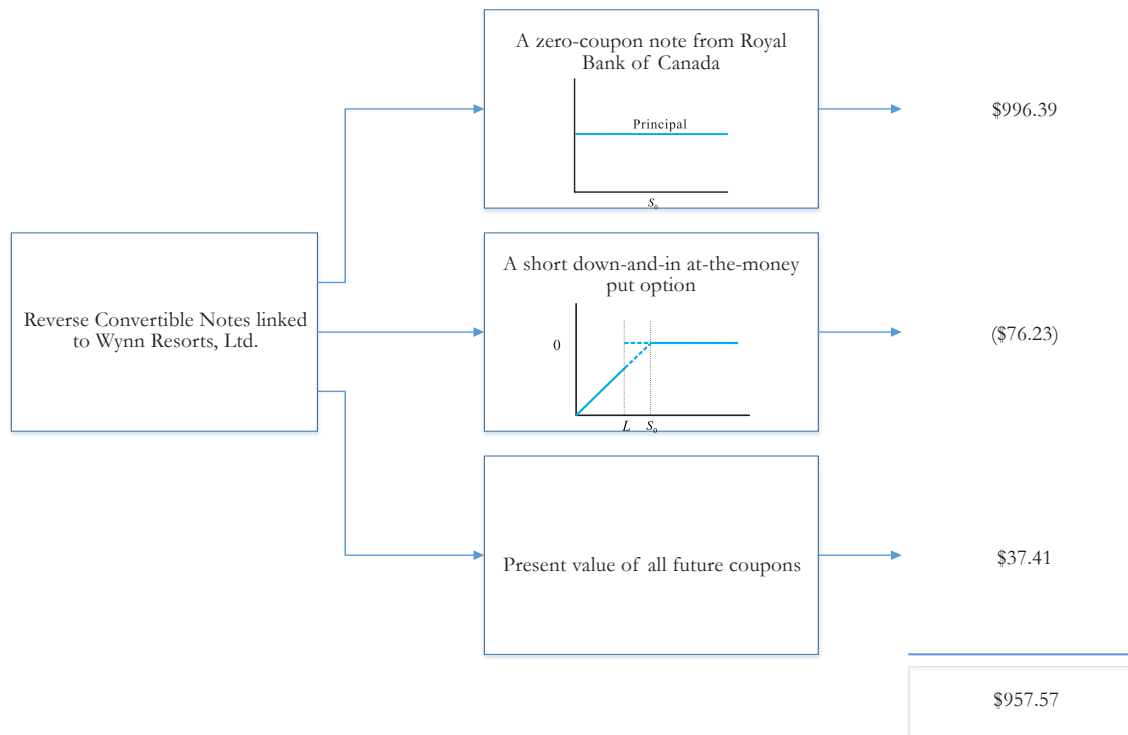 A zero-coupon note from Royal
Bank of Canada
Principal
S₀
$996.39
Reverse Convertible Notes linked
to Wynn Resorts, Ltd.
A short down-and-in at-the-money
put option
0
L S₀
($76.23)
Present value of all future coupons
$37.41
$957.57